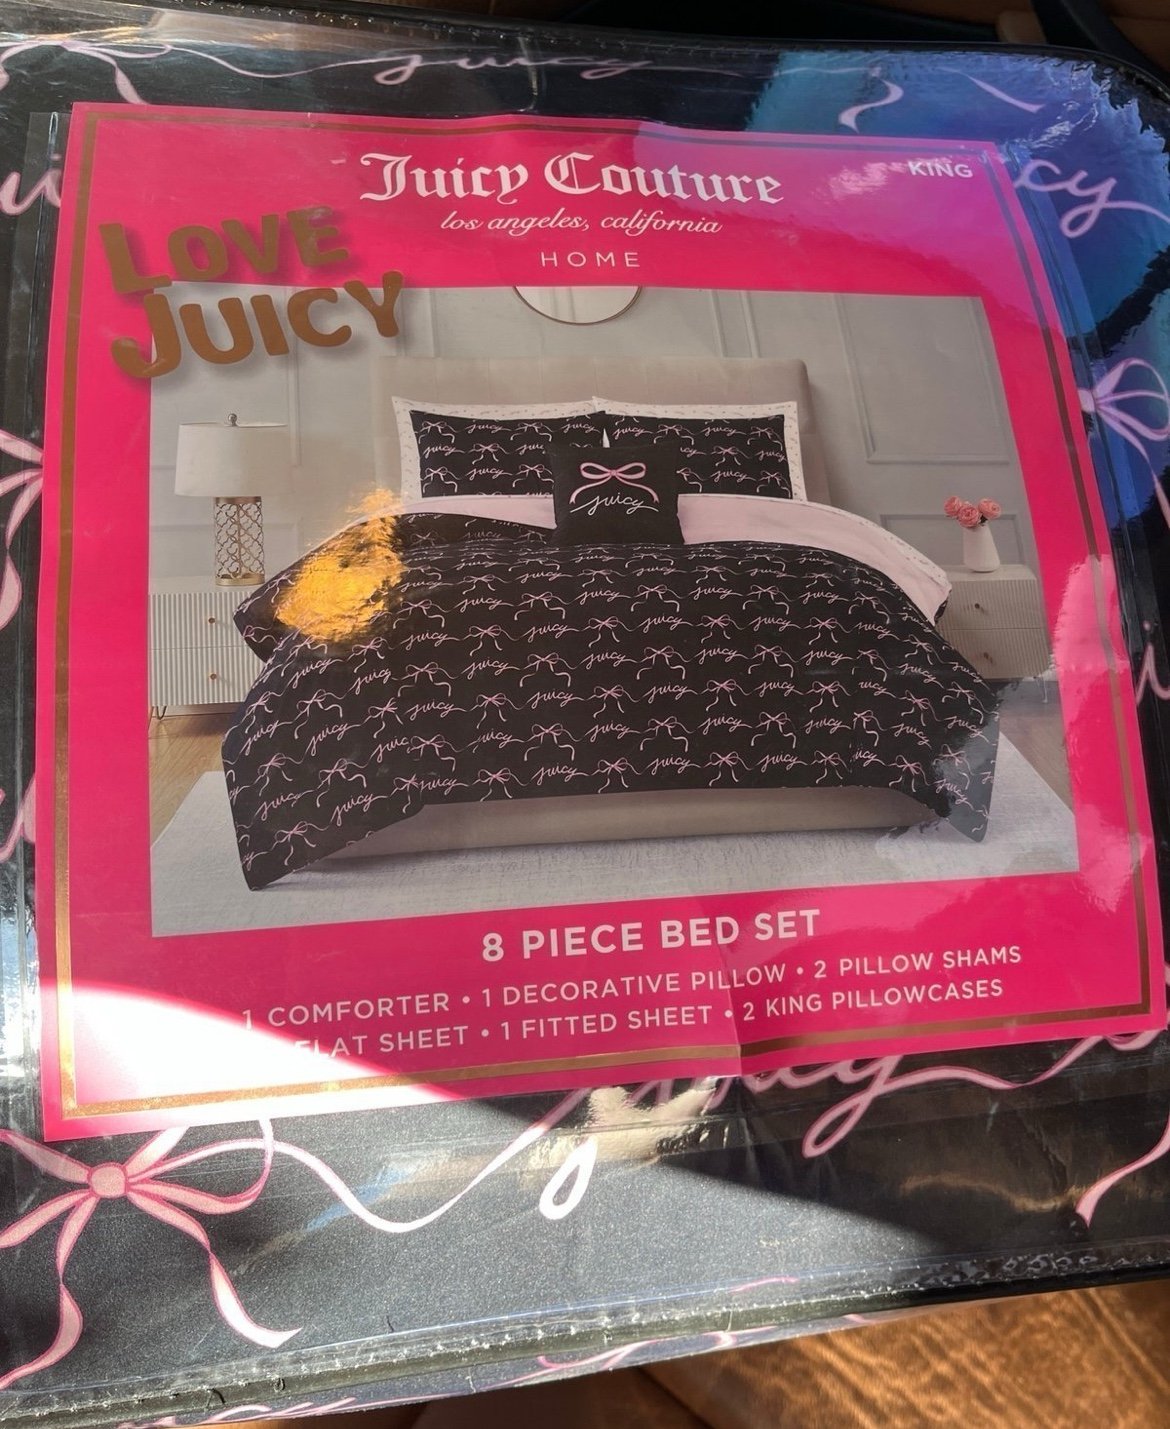 juicy
KING
Juicy Couture
los angeles, california
HOME
LOVE
JUICY
juicy
8 PIECE BED SET
1 COMFORTER • 1 DECORATIVE PILLOW • 2 PILLOW SHAMS
FLAT SHEET • 1 FITTED SHEET • 2 KING PILLOWCASES